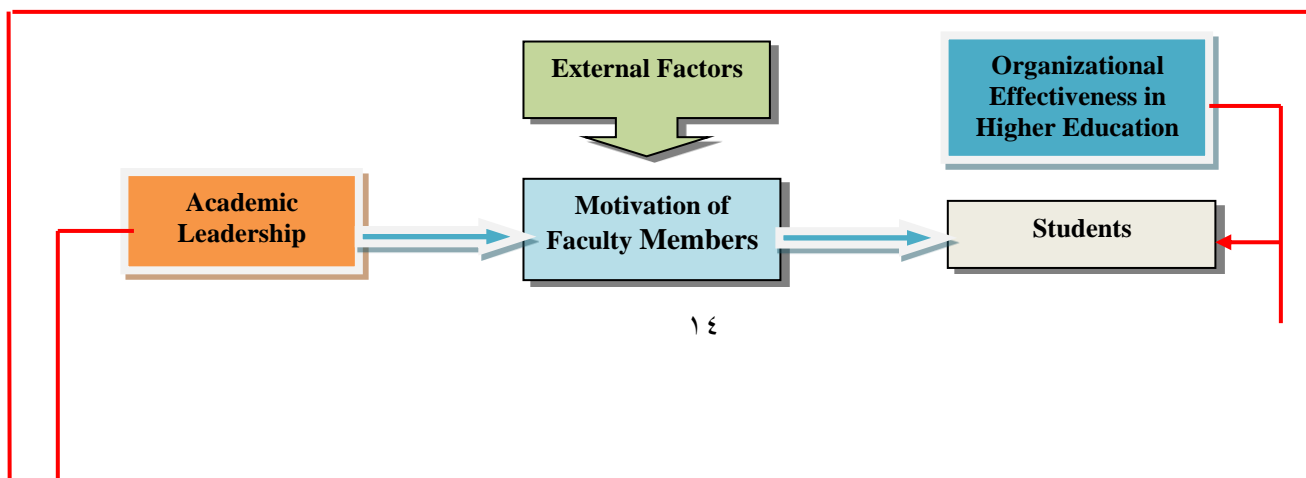 External Factors
Organizational
Effectiveness in
Higher Education
Academic
Leadership
Motivation of
Faculty Members
Students
١٤